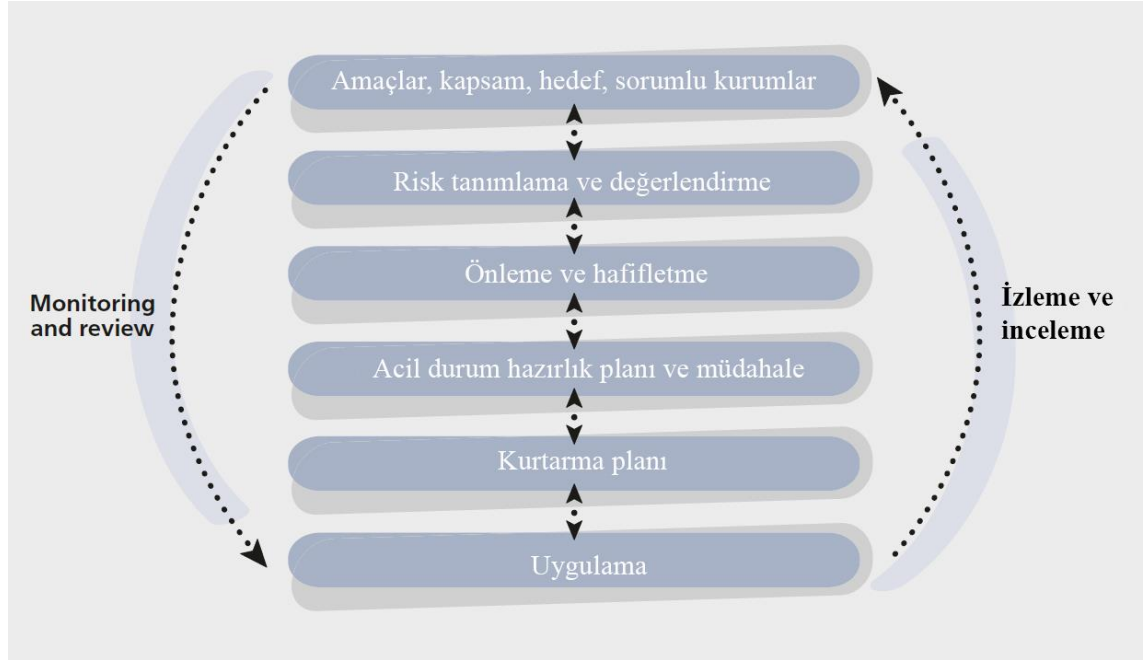 Amaçlar, kapsam, hedef, sorumlu kurumlar
Risk tanımlama ve değerlendirme
Önleme ve hafifletme
Acil durum hazırlık planı ve müdahale
Kurtarma planı
Uygulama
Monitoring
and review
İzleme ve
inceleme